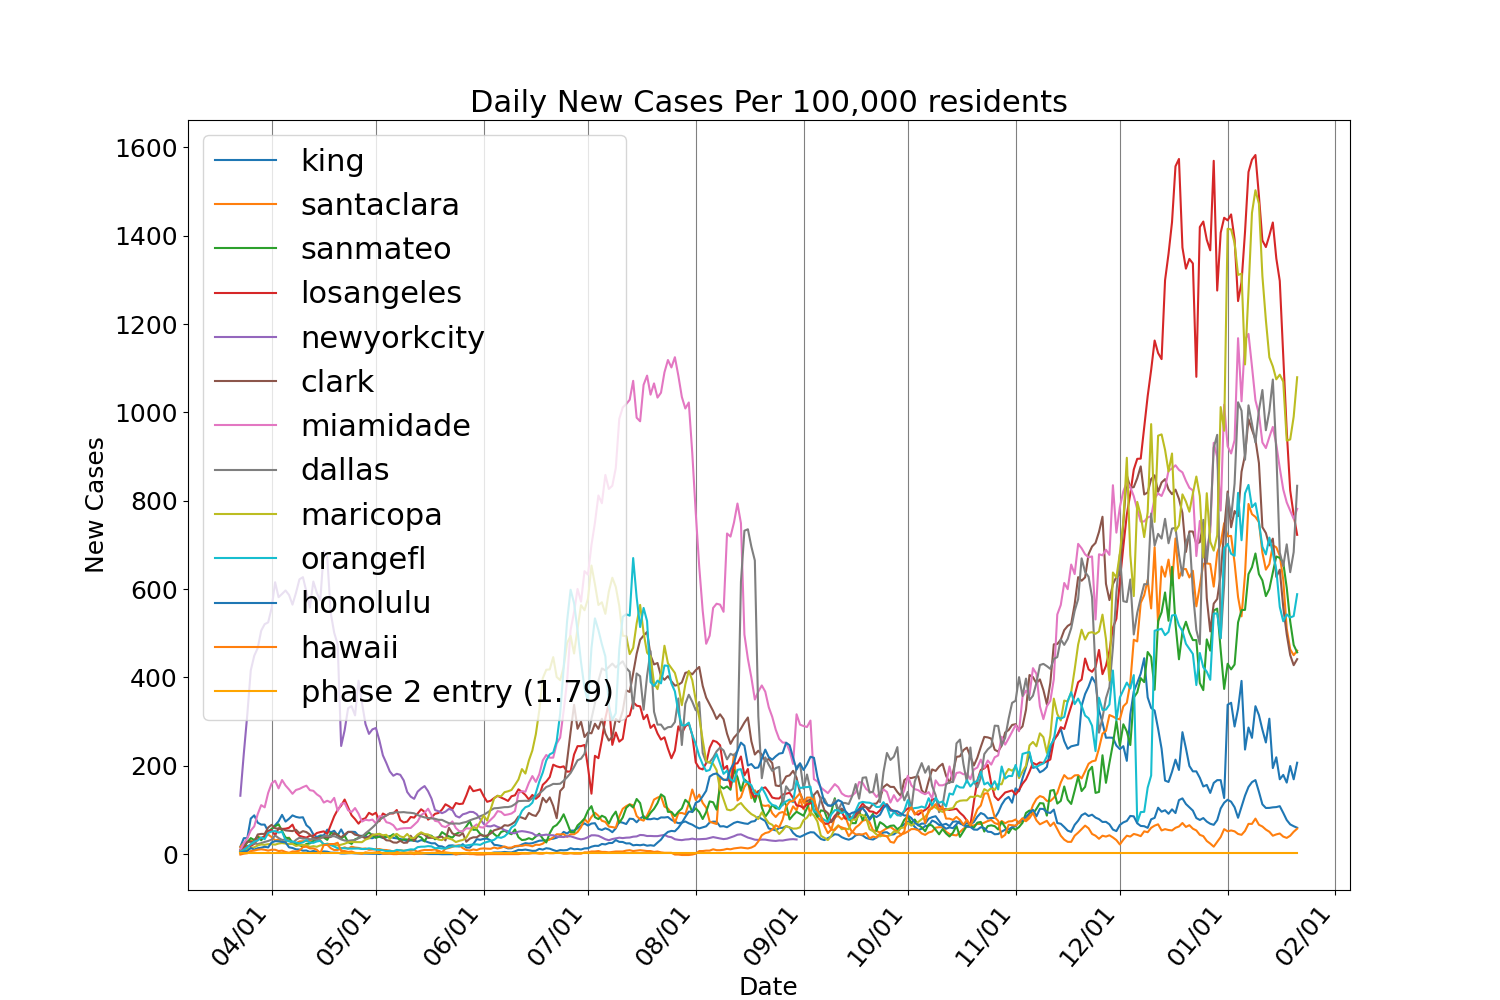 Daily New Cases Per 100,000 residents
1600
1400
1200
1000
800
600
400
200
0
New Cases
king
santaclara
sanmateo
losangeles
newyorkcity
clark
miamidade
dallas
maricopa
orangefl
honolulu
hawaii
phase 2 entry (1.79)
04/01
05/01
06/01
07/01
08/01
09/01
10/01
11/01
12/01
01/01
02/01
Date